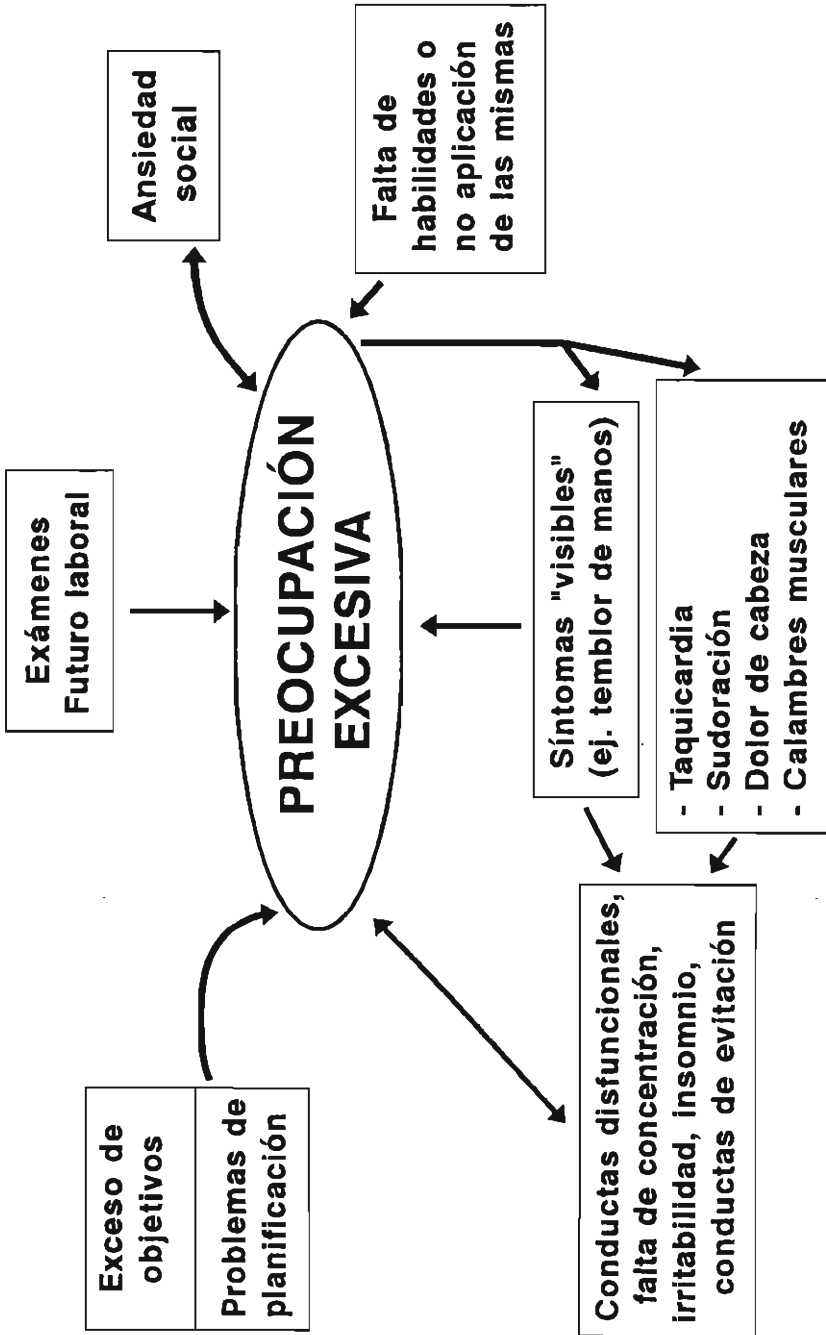 Exceso de
objetivos
Problemas de
planificación
Exámenes
Futuro laboral
Ansiedad
social
PREOCUPACIÓN
EXCESIVA
Falta de
habilidades o
no aplicación
de las mismas
Conductas disfuncionales,
falta de concentración,
irritabilidad, insomnio,
conductas de evitación
Síntomas "visibles"
(ej. temblor de manos)
- Taquicardia
- Sudoración
- Dolor de cabeza
- Calambres musculares